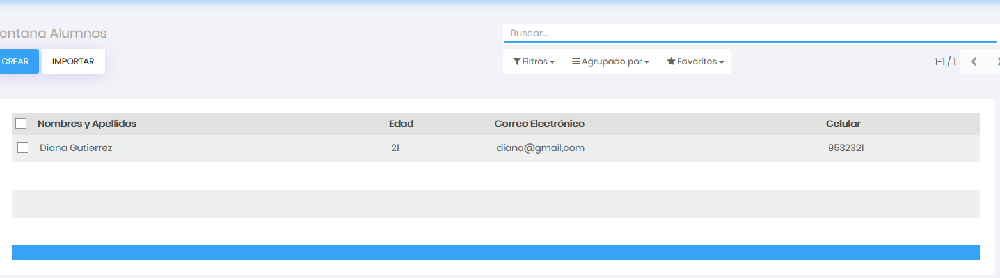 entana Alumnos
Buscar...
CREAR IMPORTAR
Filtros Agrupado por Favoritos 1-1 / 1
Nombres y Apellidos Edad Correo Electrónico Celular
Diana Gutierrez 21 diana@gmail,com 9532321